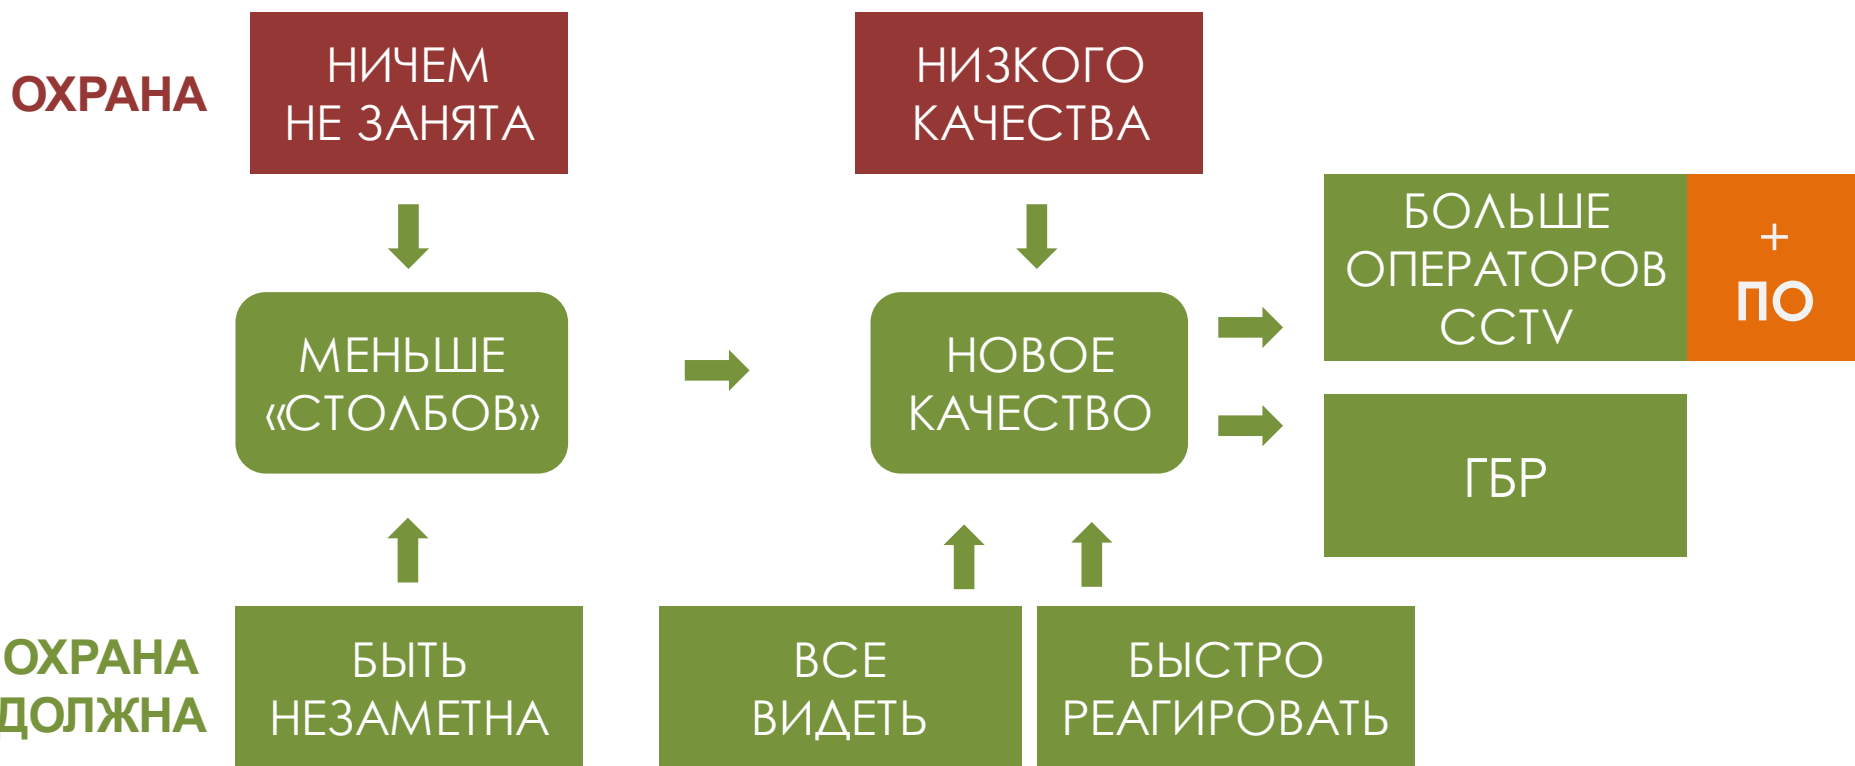 ОХРАНА
НИЧЕМ
НЕ ЗАНЯТА
НИЗКОГО
КАЧЕСТВА
МЕНЬШЕ
«СТОЛБОВ»
НОВОЕ
КАЧЕСТВО
БОЛЬШЕ
ОПЕРАТОРОВ
CCTV
+
ПО
ГБР
ОХРАНА
ДОЛЖНА
БЫТЬ
НЕЗАМЕТНА
ВСЕ
ВИДЕТЬ
БЫСТРО
РЕАГИРОВАТЬ